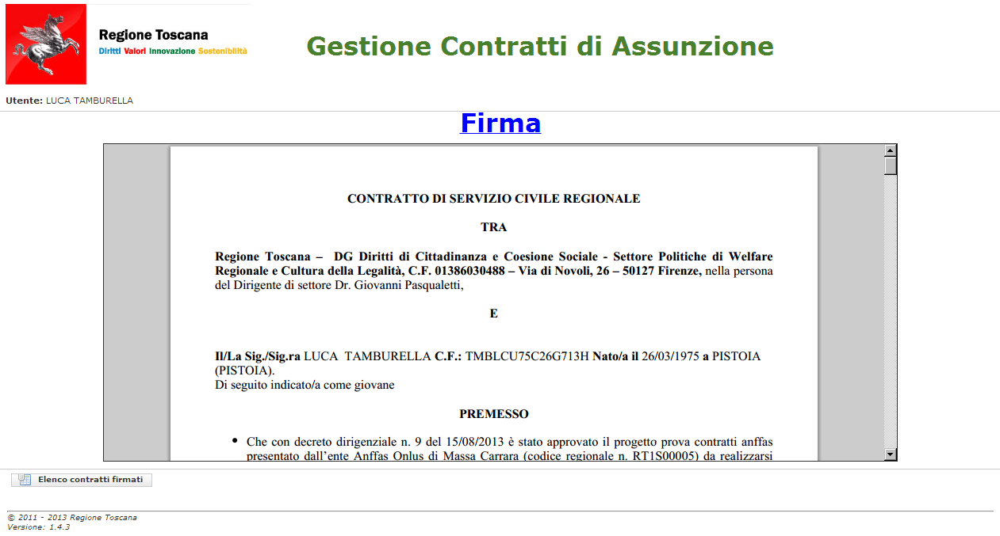 Regione Toscana
Diritti Valori Innovazione Sostenibilità
Gestione Contratti di Assunzione
Utente: LUCA TAMBURELLA
Firma
CONTRATTO DI SERVIZIO CIVILE REGIONALE
TRA
Regione Toscana – DG Diritti di Cittadinanza e Coesione Sociale - Settore Politiche di Welfare
Regionale e Cultura della Legalità, C.F. 01386030488 – Via di Novoli, 26 – 50127 Firenze, nella persona
del Dirigente di settore Dr. Giovanni Pasqualetti,
E
Il/La Sig./Sig.ra LUCA TAMBURELLA C.F.: TMBLCU75C26G713H Nato/a il 26/03/1975 a PISTOIA
(PISTOIA).
Di seguito indicato/a come giovane
PREMESSO
• Che con decreto dirigenziale n. 9 del 15/08/2013 è stato approvato il progetto prova contratti anffas
presentato dall'ente Anffas Onlus di Massa Carrara (codice regionale n. RT1S00005) da realizzarsi
Elenco contratti firmati
© 2011 - 2013 Regione Toscana
Versione: 1.4.3